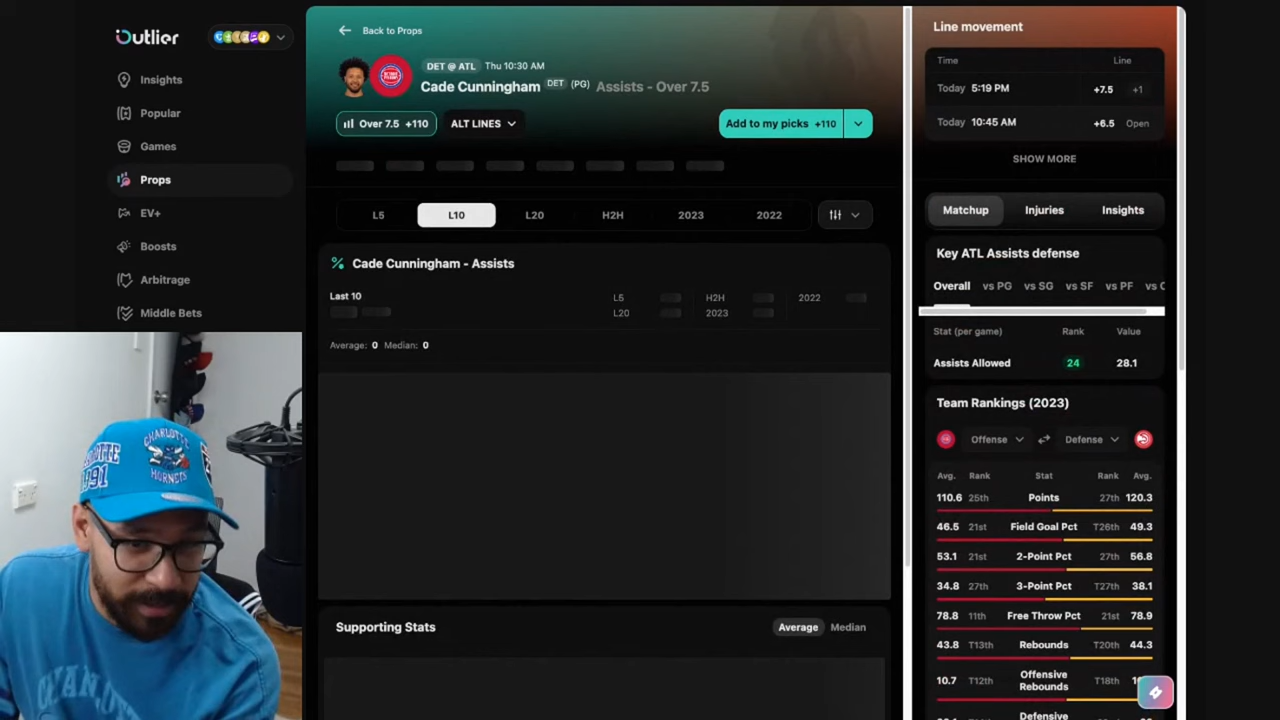 Outlier
Insights
Popular
Games
Props
EV+
Boosts
Arbitrage
Middle Bets
Back to Props
DET @ ATL Thu 10:30 AM
Cade Cunningham DET (PG) Assists - Over 7.5
Over 7.5 +110 ALT LINES
Add to my picks +110
L5 L10 L20 H2H 2023 2022
Cade Cunningham - Assists
Last 10
L5 H2H 2022
L20 2023
Average: 0 Median: 0
Supporting Stats
Average Median
Line movement
Time Line
Today 5:19 PM +7.5 +1
Today 10:45 AM +6.5 Open
SHOW MORE
Matchup Injuries Insights
Key ATL Assists defense
Overall vs PG vs SG vs SF vs PF vs C
Stat (per game) Rank Value
Assists Allowed 24 28.1
Team Rankings (2023)
Offense Defense
Avg. Rank Stat Rank Avg.
110.6 25th Points 27th 120.3
46.5 21st Field Goal Pct T26th 49.3
53.1 21st 2-Point Pct 27th 56.8
34.8 27th 3-Point Pct T27th 38.1
78.8 11th Free Throw Pct 21st 78.9
43.8 T13th Rebounds T20th 44.3
10.7 T12th Offensive Rebounds T18th
Defensive
CHARLOTTE
HORNETS
CHARLOTTE
1991